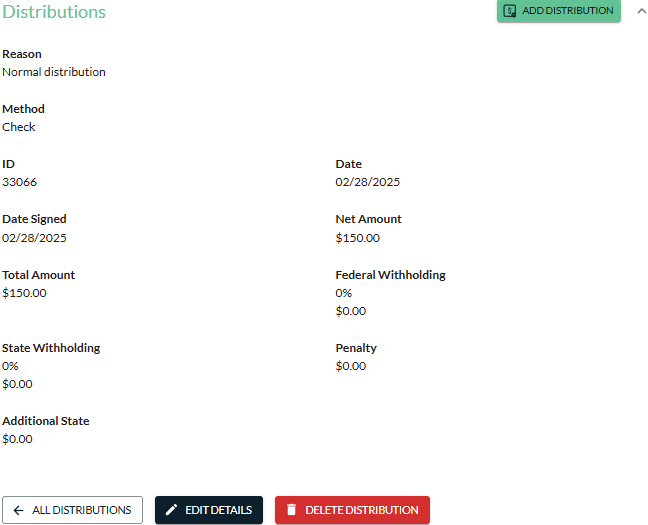 Distributions
ADD DISTRIBUTION
Reason
Normal distribution
Method
Check
ID
33066
Date
02/28/2025
Date Signed
02/28/2025
Net Amount
$150.00
Total Amount
$150.00
Federal Withholding
0%
$0.00
State Withholding
0%
$0.00
Penalty
$0.00
Additional State
$0.00
ALL DISTRIBUTIONS
EDIT DETAILS
DELETE DISTRIBUTION